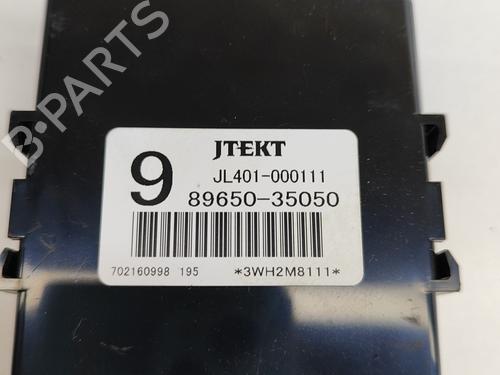 B-PARTS
JTEKT
9
JL401-000111
89650-35050
702160998 195
*3WH2M8111*